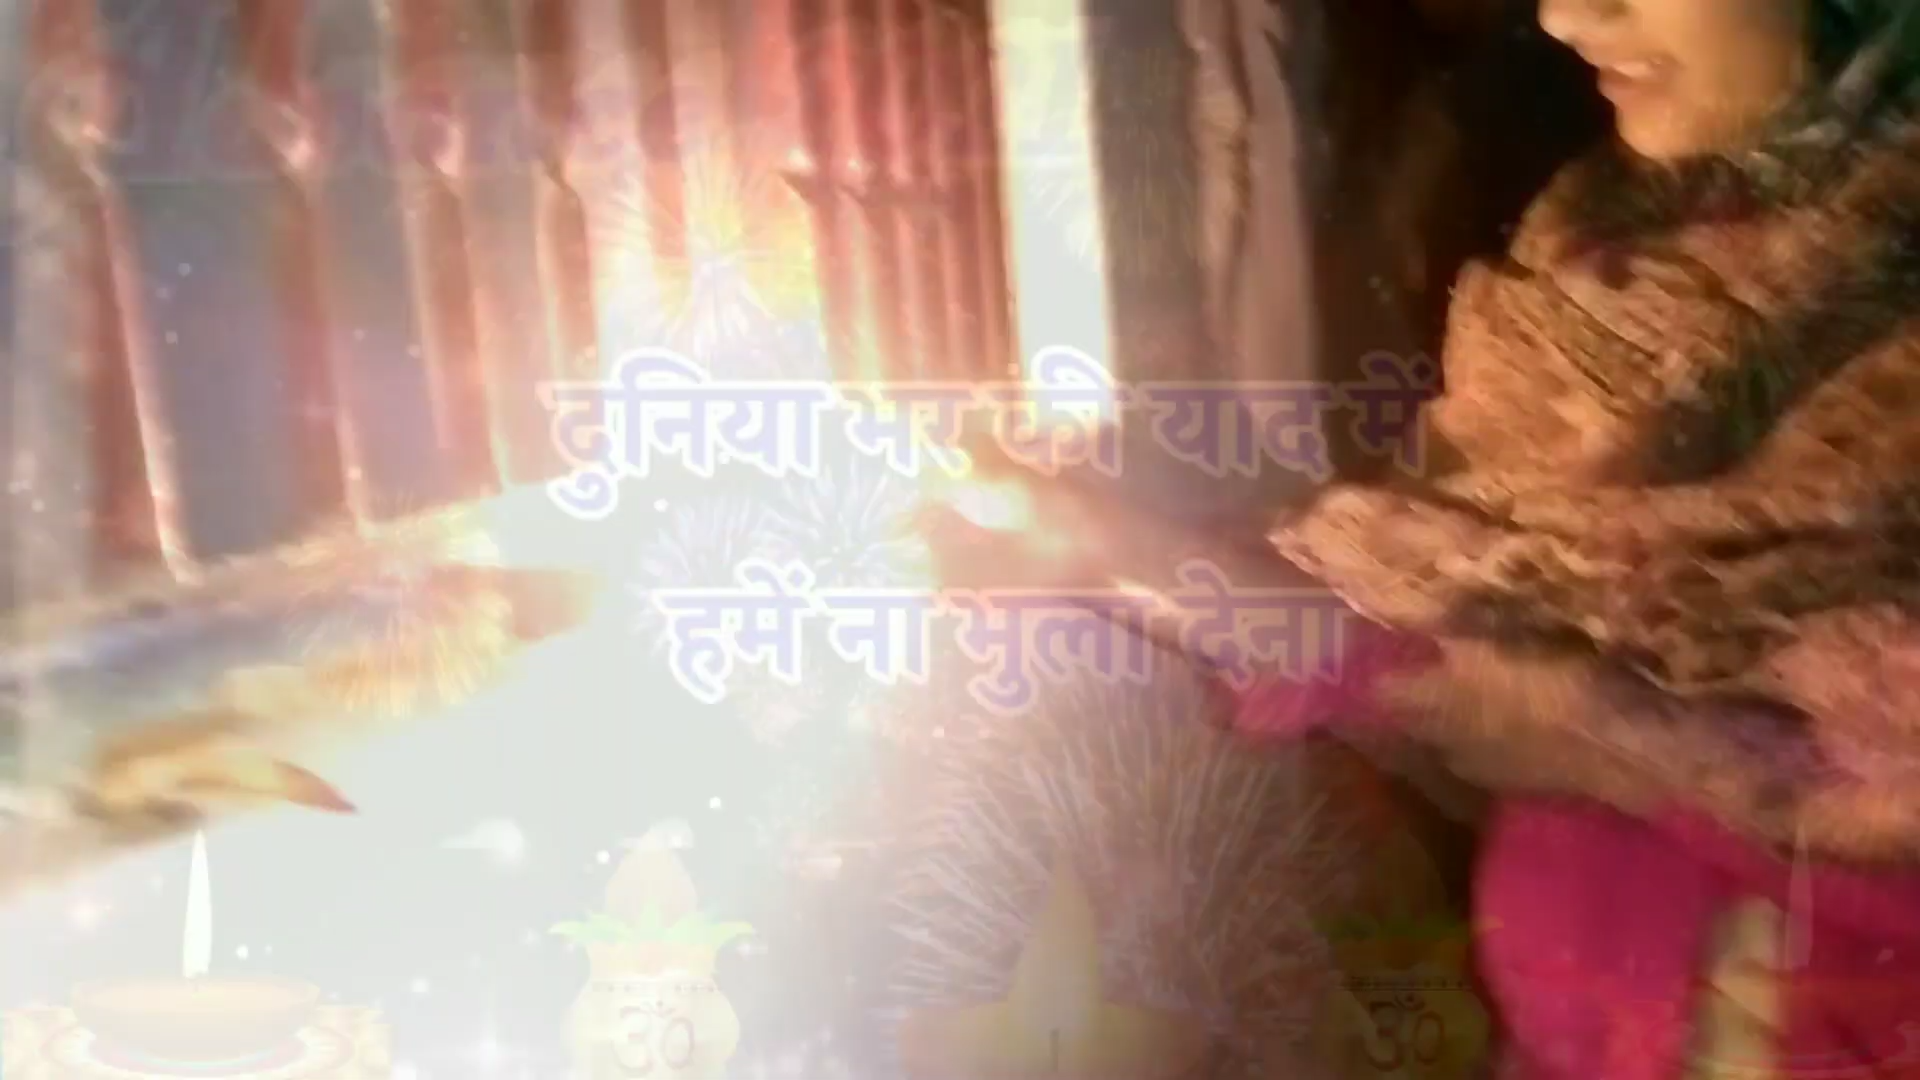 दुनिया भर की याद में
हमें ना भुला देना
ॐ
ॐ